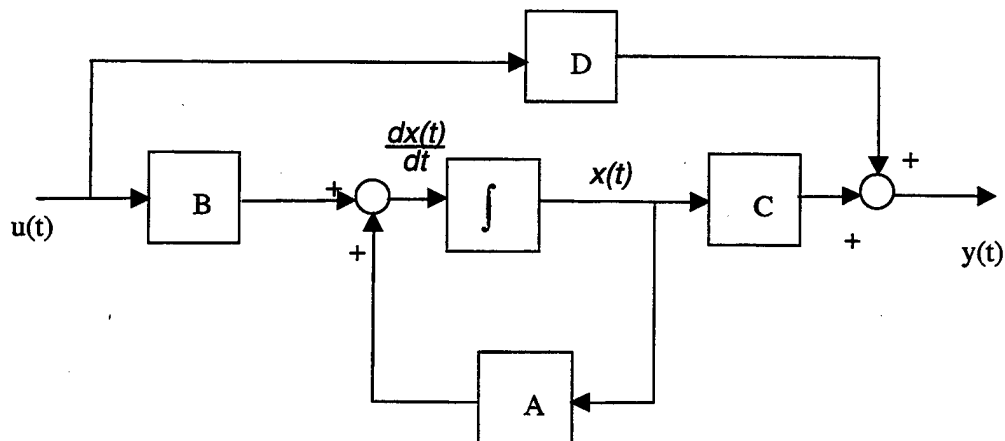 D
+
dx(t)
dt
x(t)
+
B
∫
C
u(t)
+
+
y(t)
A